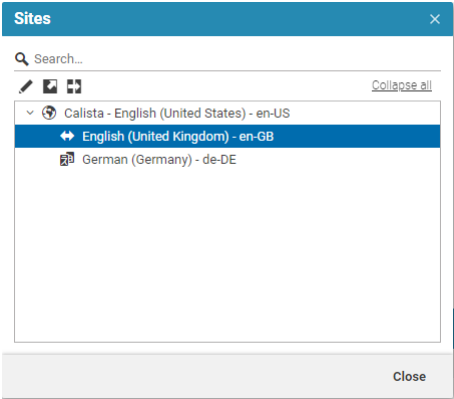 Sites
Search...
Collapse all
Calista - English (United States) - en-US
English (United Kingdom) - en-GB
German (Germany) - de-DE
Close